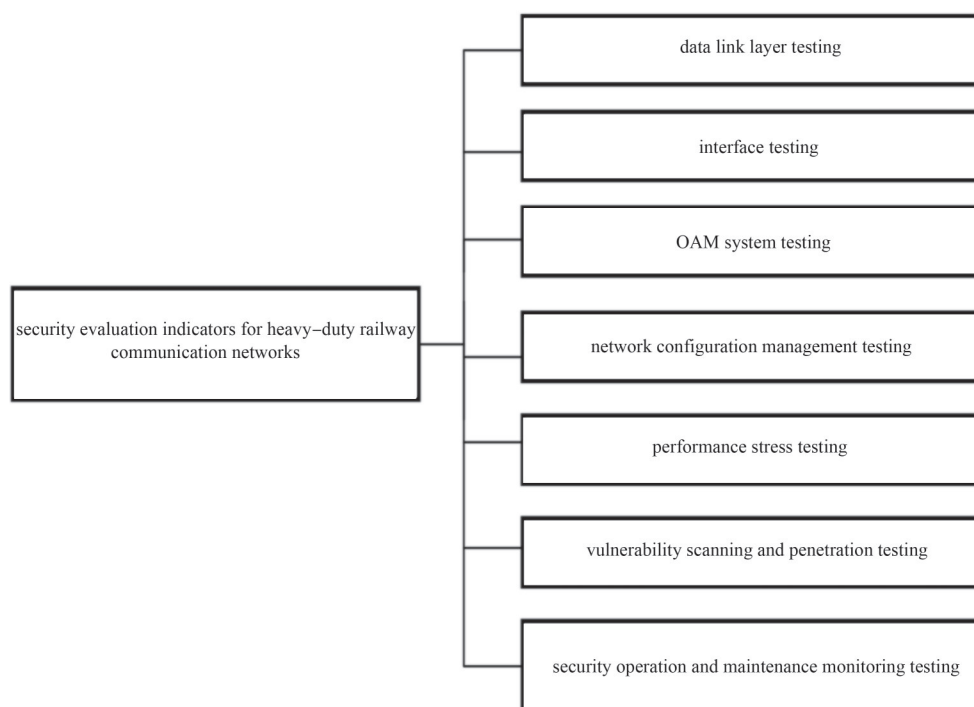 data link layer testing
interface testing
OAM system testing
security evaluation indicators for heavy−duty railway
communication networks
network configuration management testing
performance stress testing
vulnerability scanning and penetration testing
security operation and maintenance monitoring testing